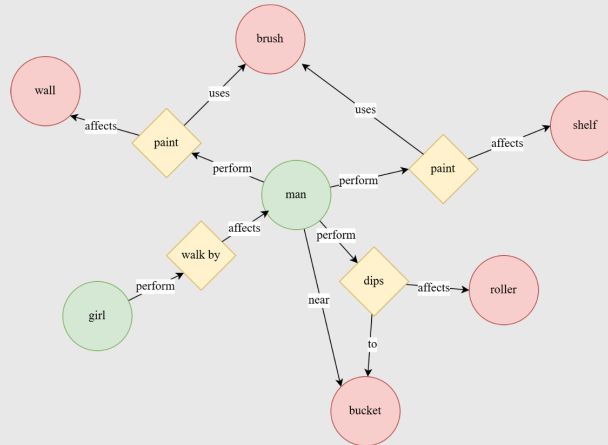 brush
wall
uses
affects
paint
uses
shelf
affects
paint
perform
perform
man
affects
perform
walk by
perform
girl
near
dips
affects
roller
to
bucket